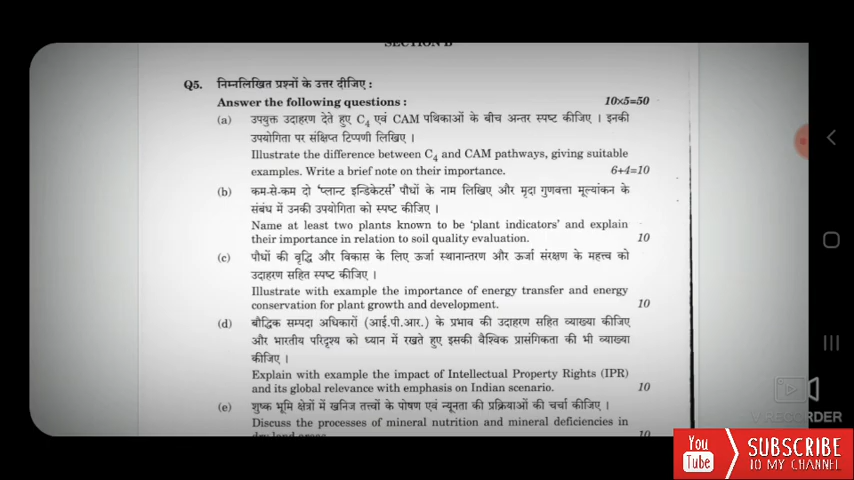 SECTION B
Q5. निम्नलिखित प्रश्नों के उत्तर दीजिए :
Answer the following questions : 10×5=50
(a) उपयुक्त उदाहरण देते हुए C4 एवं CAM पथिकाओं के बीच अन्तर स्पष्ट कीजिए । इनकी
उपयोगिता पर संक्षिप्त टिप्पणी लिखिए ।
Illustrate the difference between C4 and CAM pathways, giving suitable
examples. Write a brief note on their importance. 6+4=10
(b) कम-से-कम दो 'प्लान्ट इन्डिकेटर्स' पौधों के नाम लिखिए और मृदा गुणवत्ता मूल्यांकन के
संबंध में उनकी उपयोगिता को स्पष्ट कीजिए ।
Name at least two plants known to be 'plant indicators' and explain
their importance in relation to soil quality evaluation. 10
(c) पौधों की वृद्धि और विकास के लिए ऊर्जा स्थानान्तरण और ऊर्जा संरक्षण के महत्त्व को
उदाहरण सहित स्पष्ट कीजिए ।
Illustrate with example the importance of energy transfer and energy
conservation for plant growth and development. 10
(d) बौद्धिक सम्पदा अधिकारों (आई.पी.आर.) के प्रभाव की उदाहरण सहित व्याख्या कीजिए
और भारतीय परिदृश्य को ध्यान में रखते हुए इसकी वैश्विक प्रासंगिकता की भी व्याख्या
कीजिए ।
Explain with example the impact of Intellectual Property Rights (IPR)
and its global relevance with emphasis on Indian scenario. 10
(e) शुष्क भूमि क्षेत्रों में खनिज तत्त्वों के पोषण एवं न्यूनता की प्रक्रियाओं की चर्चा कीजिए ।
Discuss the processes of mineral nutrition and mineral deficiencies in
dry land areas. 10
V RECORDER
You
Tube
SUBSCRIBE
TO MY CHANNEL